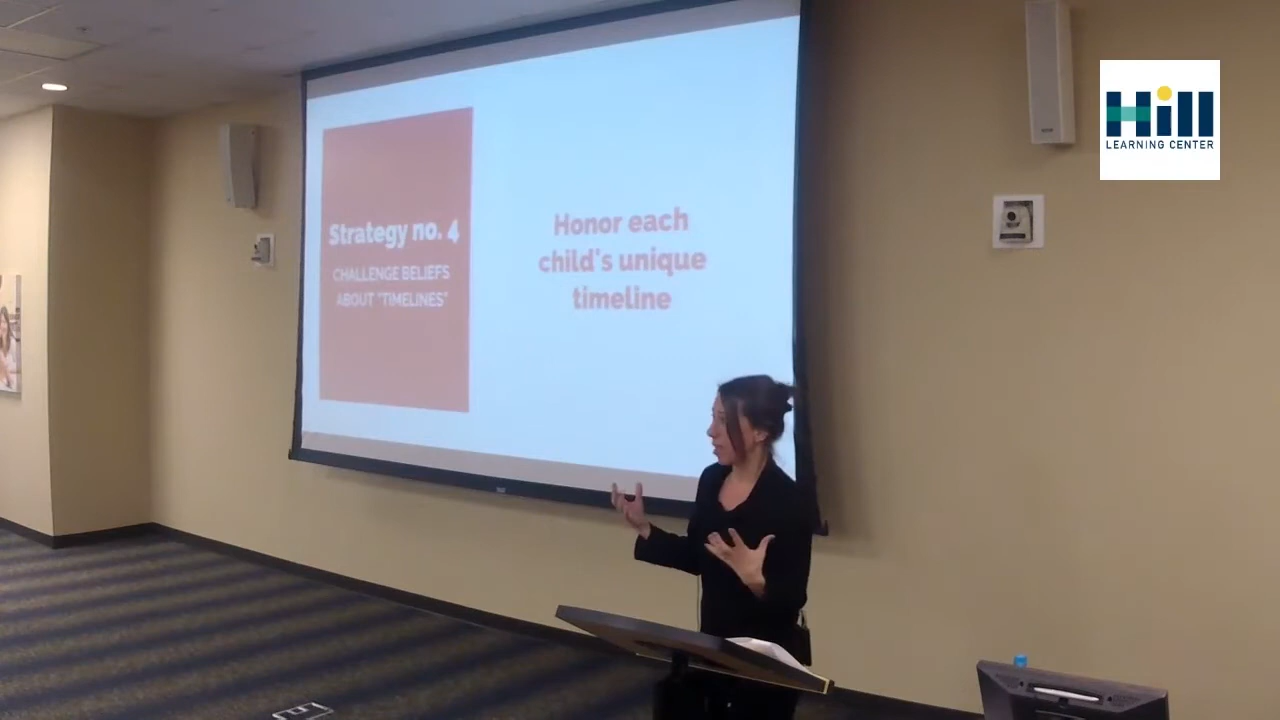 Strategy no. 4
CHALLENGE BELIEFS
ABOUT "TIMELINES"
Honor each
child's unique
timeline
Hill
LEARNING CENTER